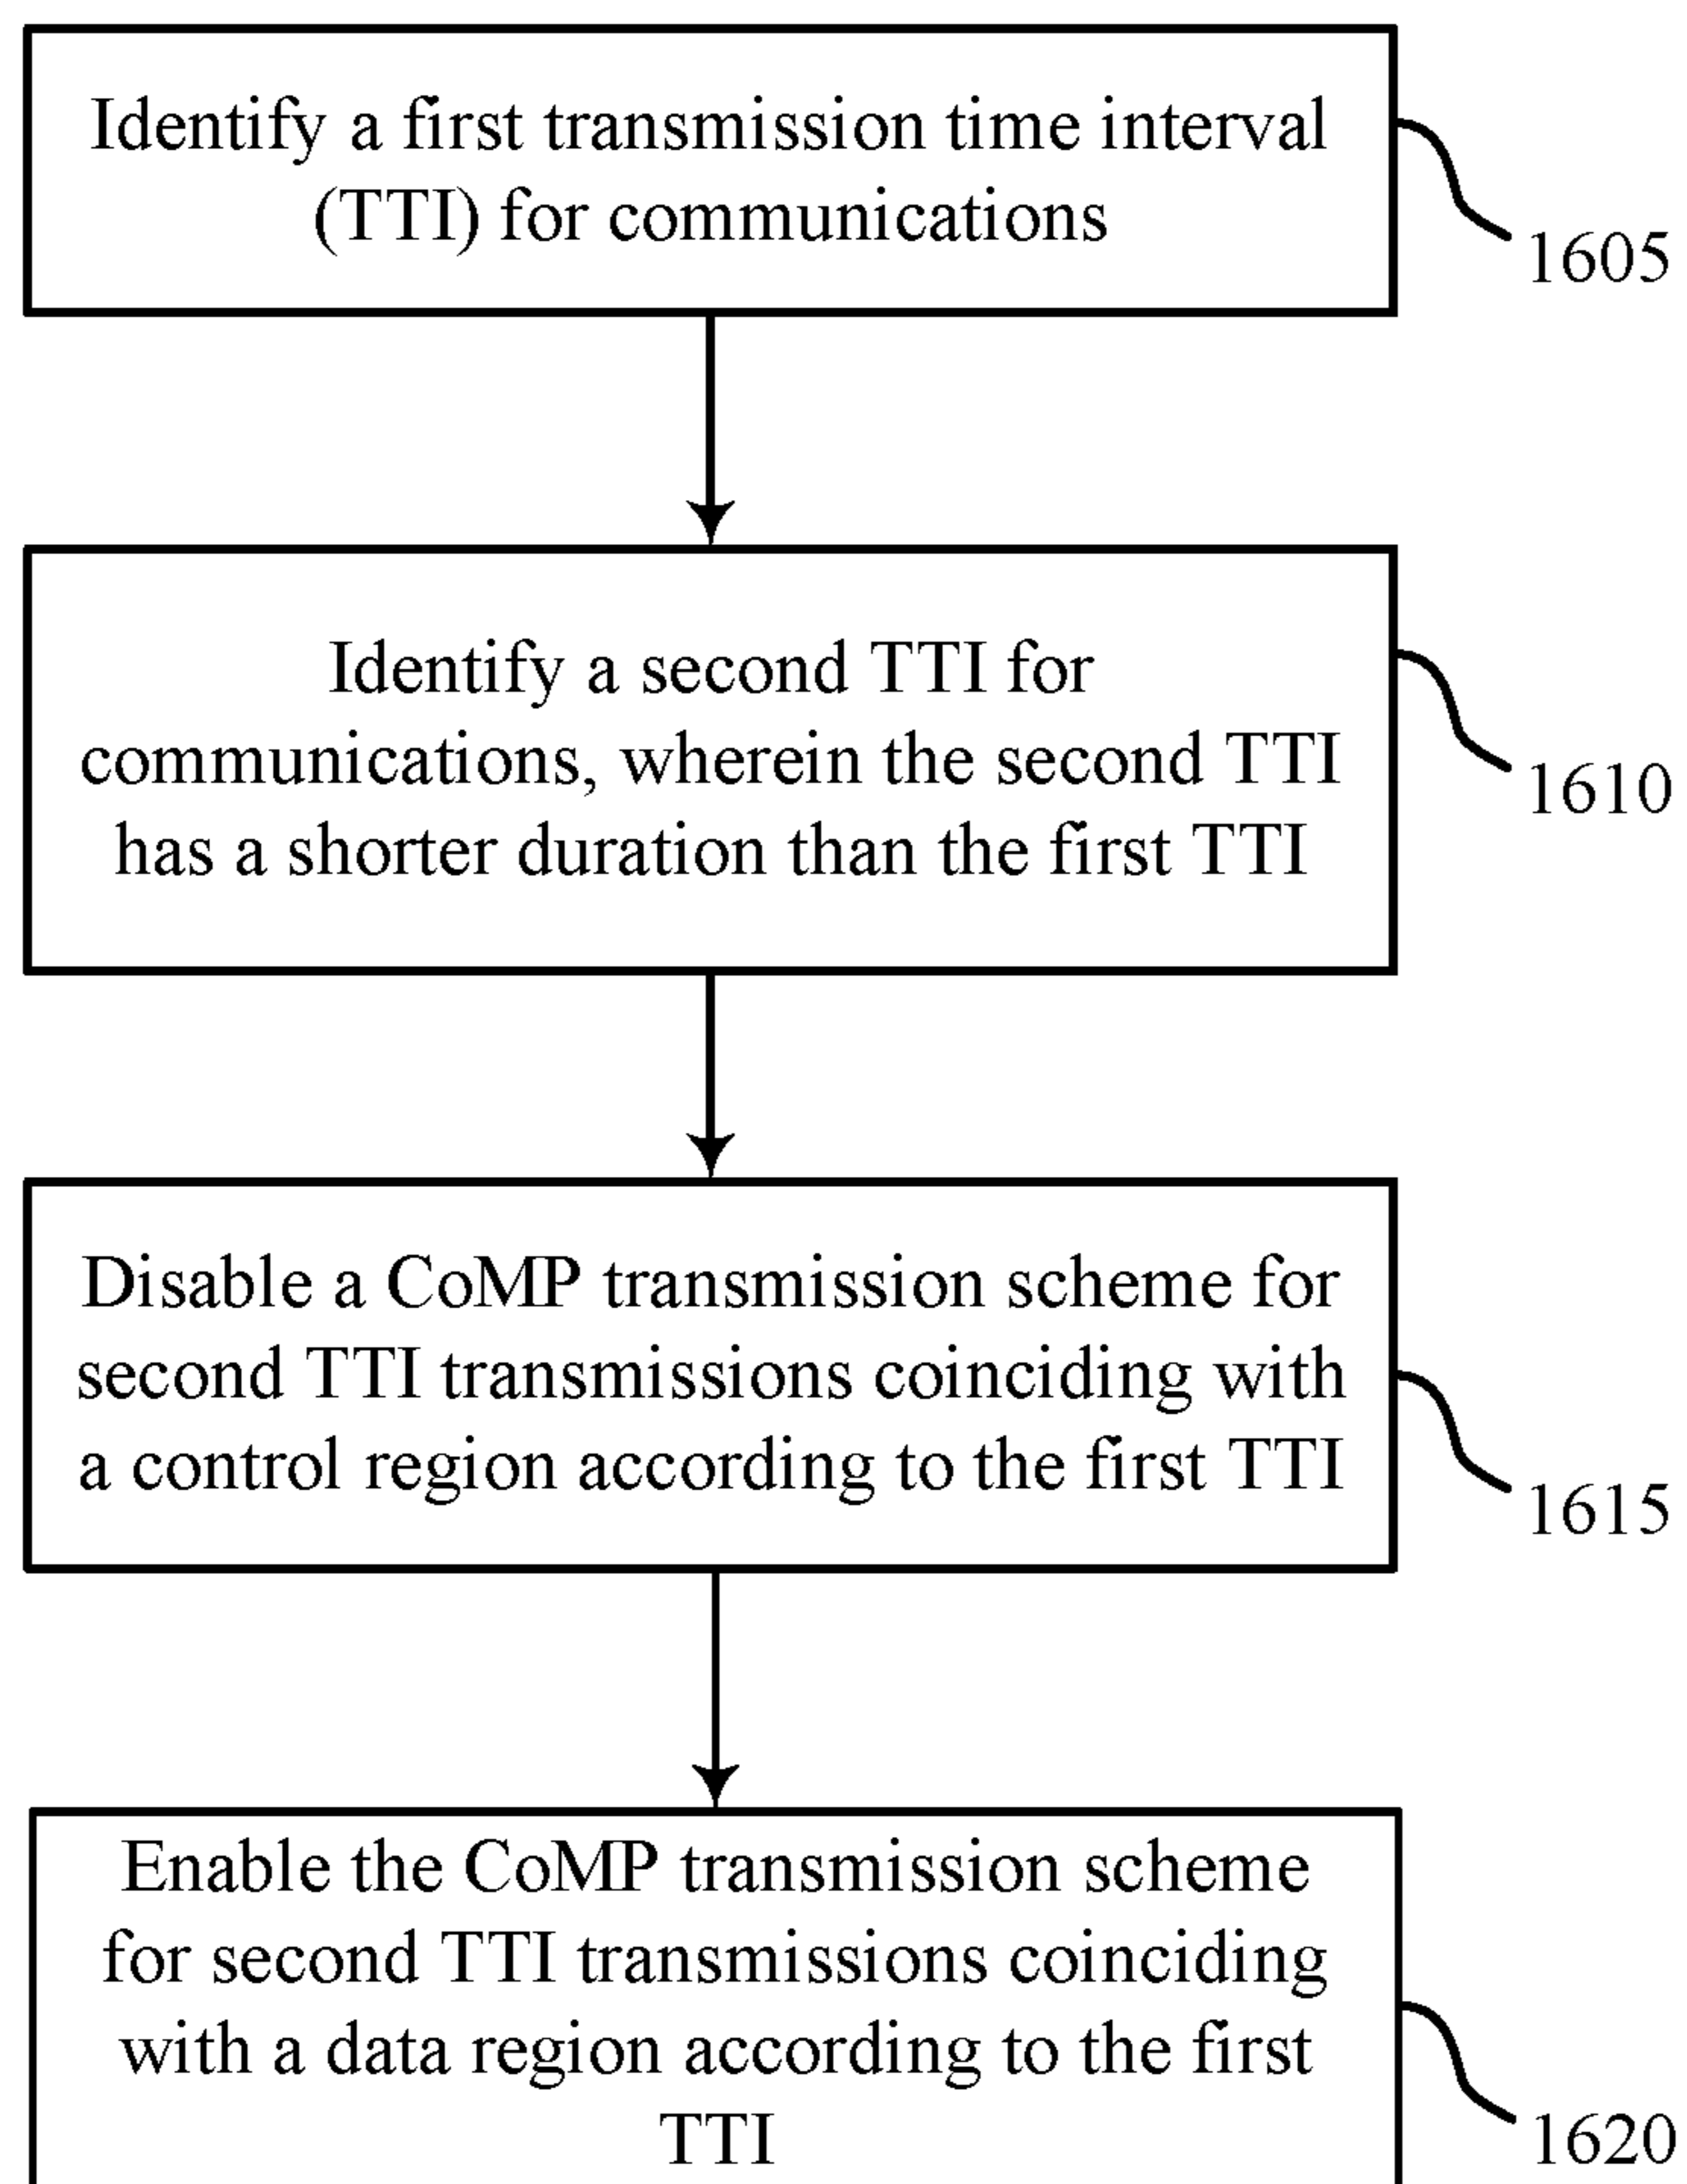 Identify a first transmission time interval
(TTI) for communications
1605
Identify a second TTI for
communications, wherein the second TTI
has a shorter duration than the first TTI
1610
Disable a CoMP transmission scheme for
second TTI transmissions coinciding with
a control region according to the first TTI
1615
Enable the CoMP transmission scheme
for second TTI transmissions coinciding
with a data region according to the first
TTI
1620